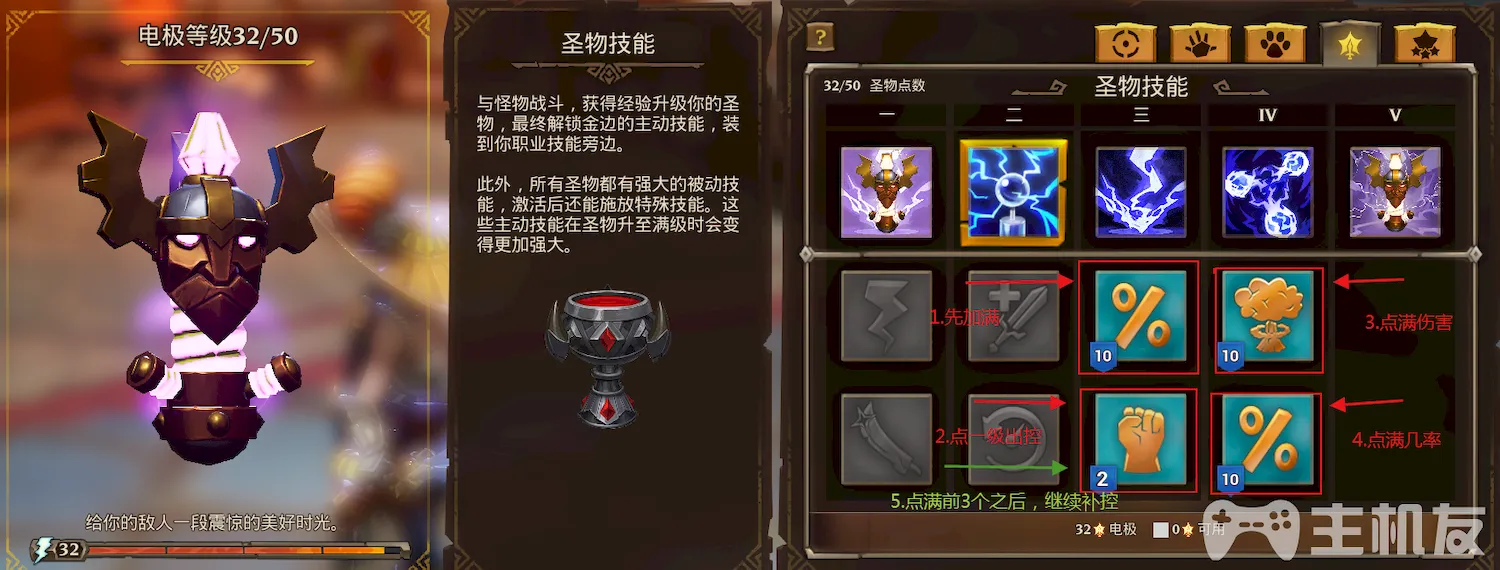 电极等级32/50
给你的敌人一段震惊的美好时光。
32
圣物技能
与怪物战斗，获得经验升级你的圣
物，最终解锁金边的主动技能，装
到你职业技能旁边。
此外，所有圣物都有强大的被动技
能，激活后还能施放特殊技能。这
些主动技能在圣物升至满级时会变
得更加强大。
?
32/50 圣物点数
圣物技能
一 二 三 IV V
1.先加满
10
10
3.点满伤害
2.点一级出控
2
10
4.点满几率
5.点满前3个之后，继续补控
32 电极 0 可用
主机友